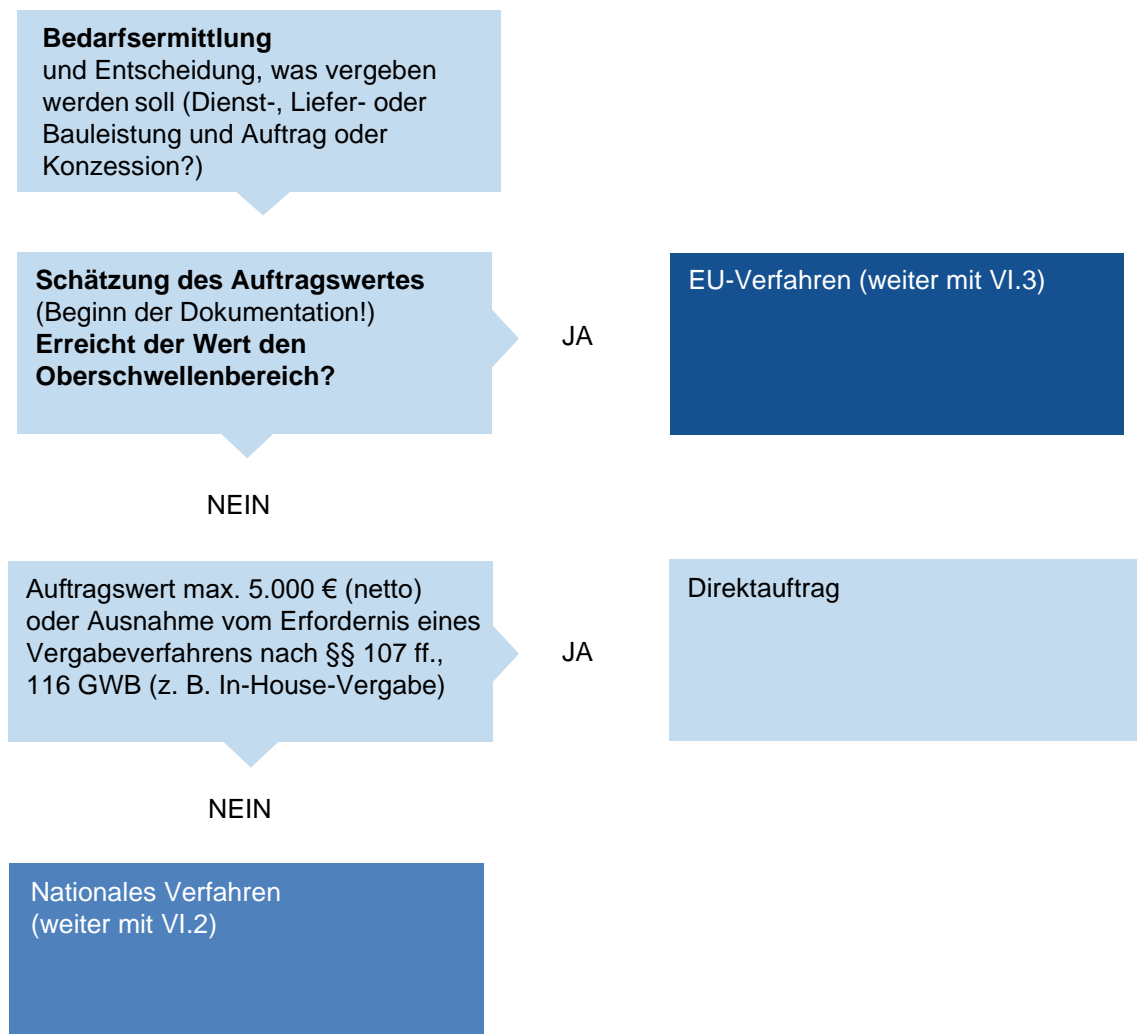 Bedarfsermittlung
und Entscheidung, was vergeben
werden soll (Dienst-, Liefer- oder
Bauleistung und Auftrag oder
Konzession?)
Schätzung des Auftragswertes
(Beginn der Dokumentation!)
Erreicht der Wert den
Oberschwellenbereich?
JA
EU-Verfahren (weiter mit VI.3)
NEIN
Auftragswert max. 5.000 € (netto)
oder Ausnahme vom Erfordernis eines
Vergabeverfahrens nach §§ 107 ff.,
116 GWB (z. B. In-House-Vergabe)
JA
Direktauftrag
NEIN
Nationales Verfahren
(weiter mit VI.2)